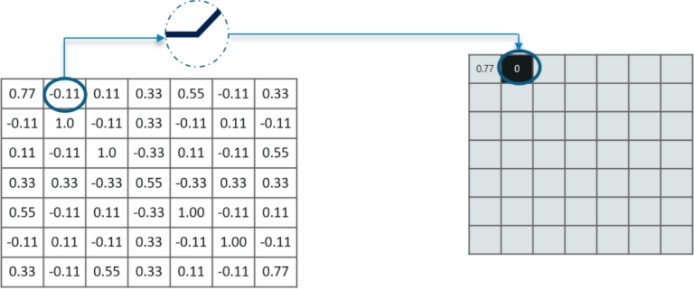 0.77 -0.11 0.11 0.33 0.55 -0.11 0.33
-0.11 1.0 -0.11 0.33 -0.11 0.11 -0.11
0.11 -0.11 1.0 -0.33 0.11 -0.11 0.55
0.33 0.33 -0.33 0.55 -0.33 0.33 0.33
0.55 -0.11 0.11 -0.33 1.00 -0.11 0.11
-0.11 0.11 -0.11 0.33 -0.11 1.00 -0.11
0.33 -0.11 0.55 0.33 0.11 -0.11 0.77
0.77 0